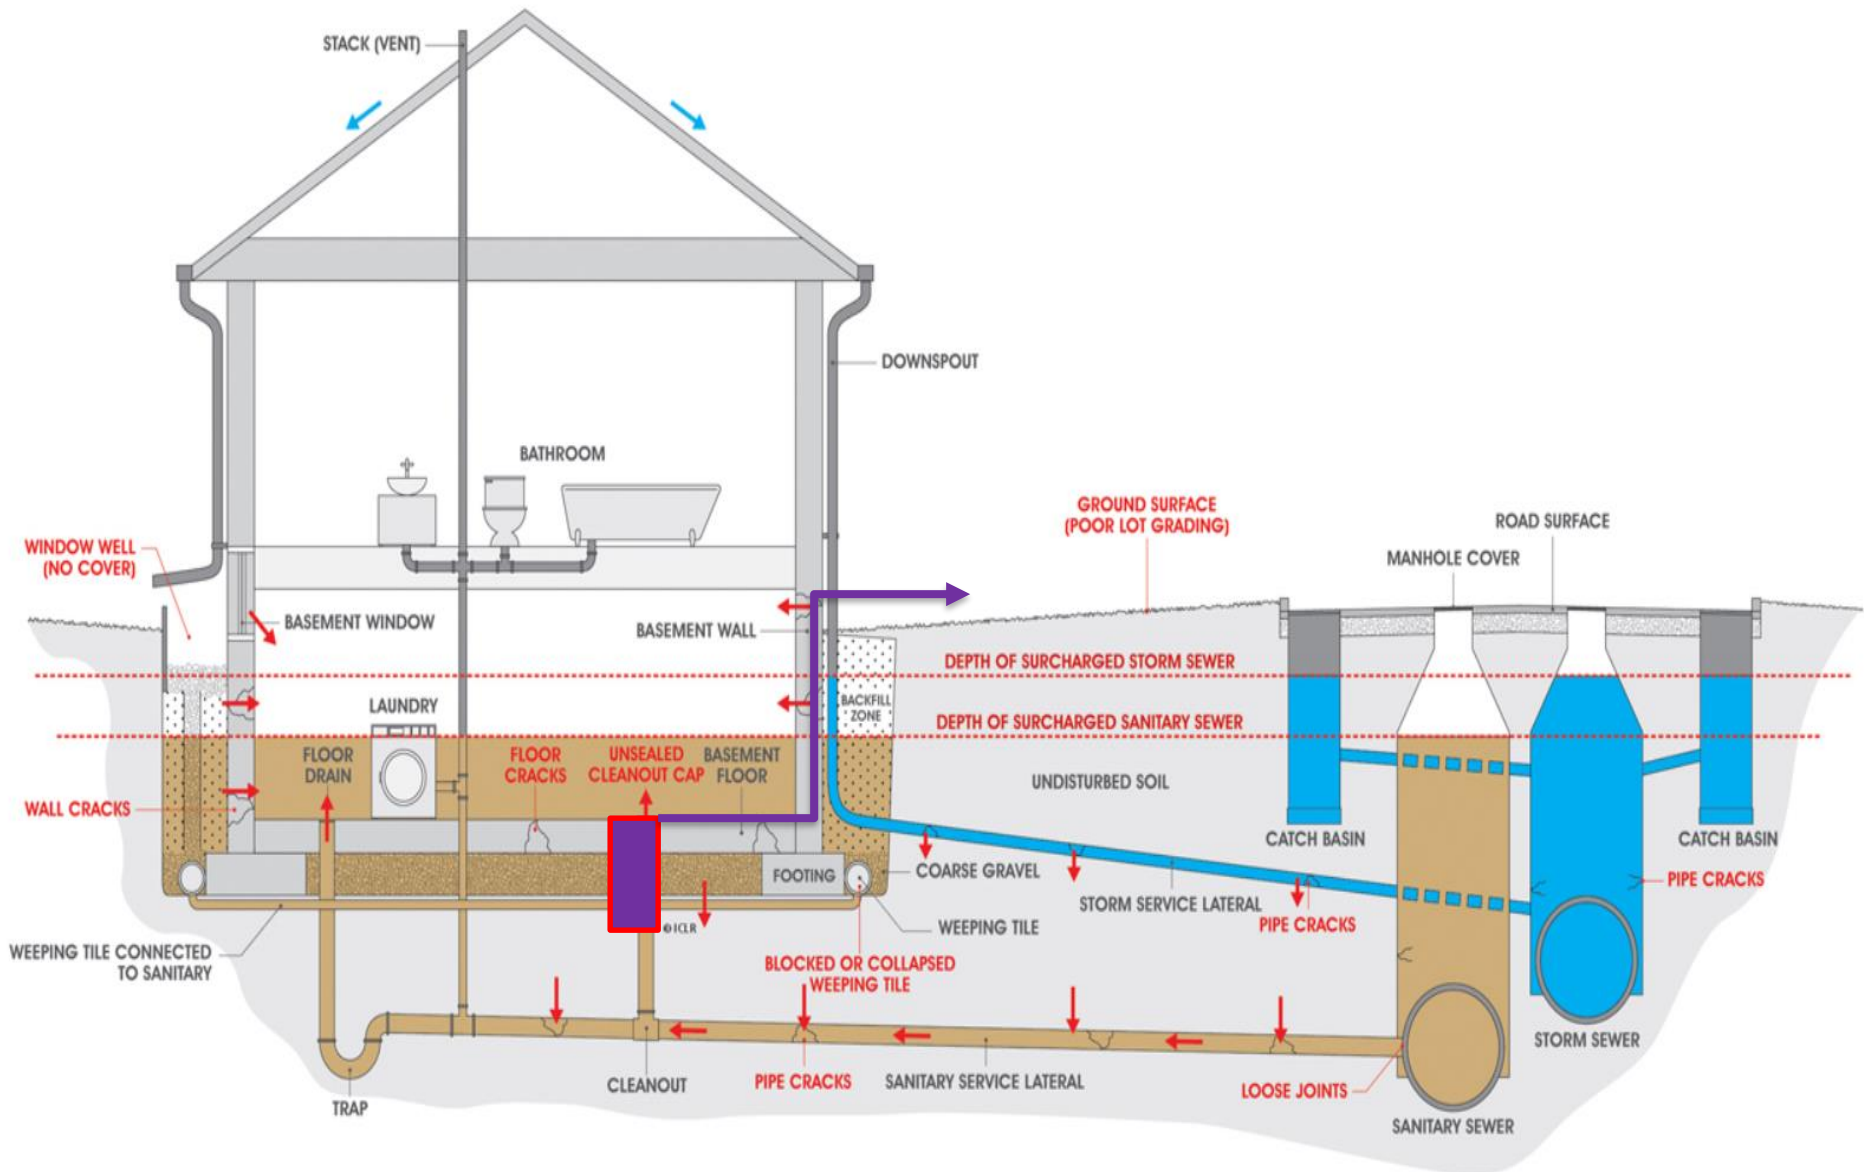 STACK (VENT)
DOWNSPOUT
BATHROOM
WINDOW WELL
(NO COVER)
GROUND SURFACE
(POOR LOT GRADING)
ROAD SURFACE
MANHOLE COVER
BASEMENT WINDOW
BASEMENT WALL
DEPTH OF SURCHARGED STORM SEWER
LAUNDRY
BACKFILL
ZONE
DEPTH OF SURCHARGED SANITARY SEWER
FLOOR
DRAIN
FLOOR
CRACKS
UNSEALED
CLEANOUT CAP
BASEMENT
FLOOR
UNDISTURBED SOIL
WALL CRACKS
CATCH BASIN
CATCH BASIN
FOOTING
COARSE GRAVEL
STORM SERVICE LATERAL
PIPE CRACKS
PIPE CRACKS
©ICLR
WEEPING TILE
WEEPING TILE CONNECTED
TO SANITARY
BLOCKED OR COLLAPSED
WEEPING TILE
STORM SEWER
CLEANOUT
PIPE CRACKS
SANITARY SERVICE LATERAL
LOOSE JOINTS
TRAP
SANITARY SEWER